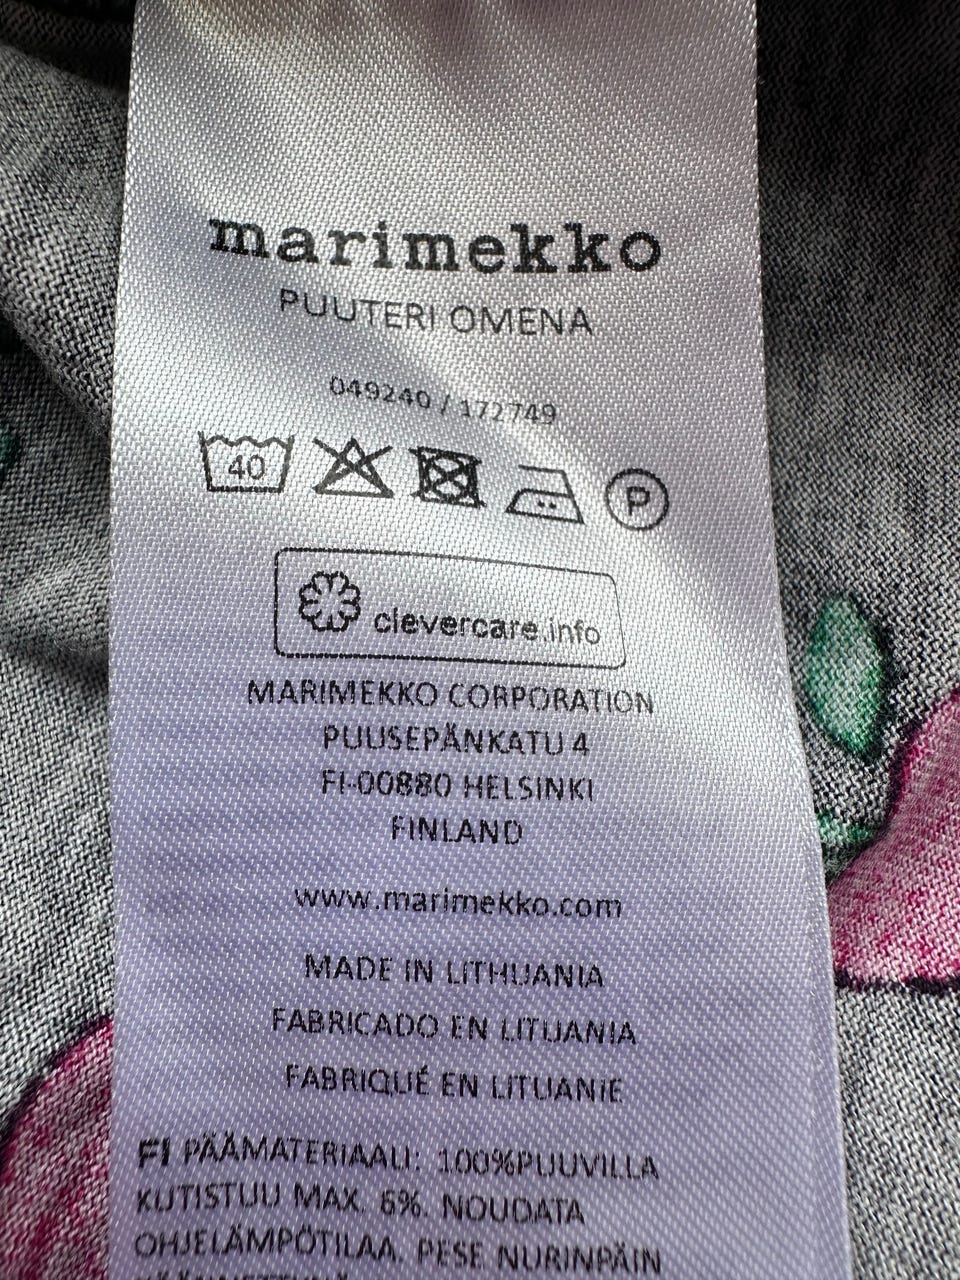 marimekko
PUUTERI OMENA
049240 / 172749
40
P
clevercare.info
MARIMEKKO CORPORATION
PUUSEPÄNKATU 4
FI-00880 HELSINKI
FINLAND
www.marimekko.com
MADE IN LITHUANIA
FABRICADO EN LITUANIA
FABRIQUÉ EN LITUANIE
FI PÄÄMATERIAALI: 100%PUUVILLA
KUTISTUU MAX. 6%. NOUDATA
OHJELÄMPÖTILAA. PESE NURINPÄIN